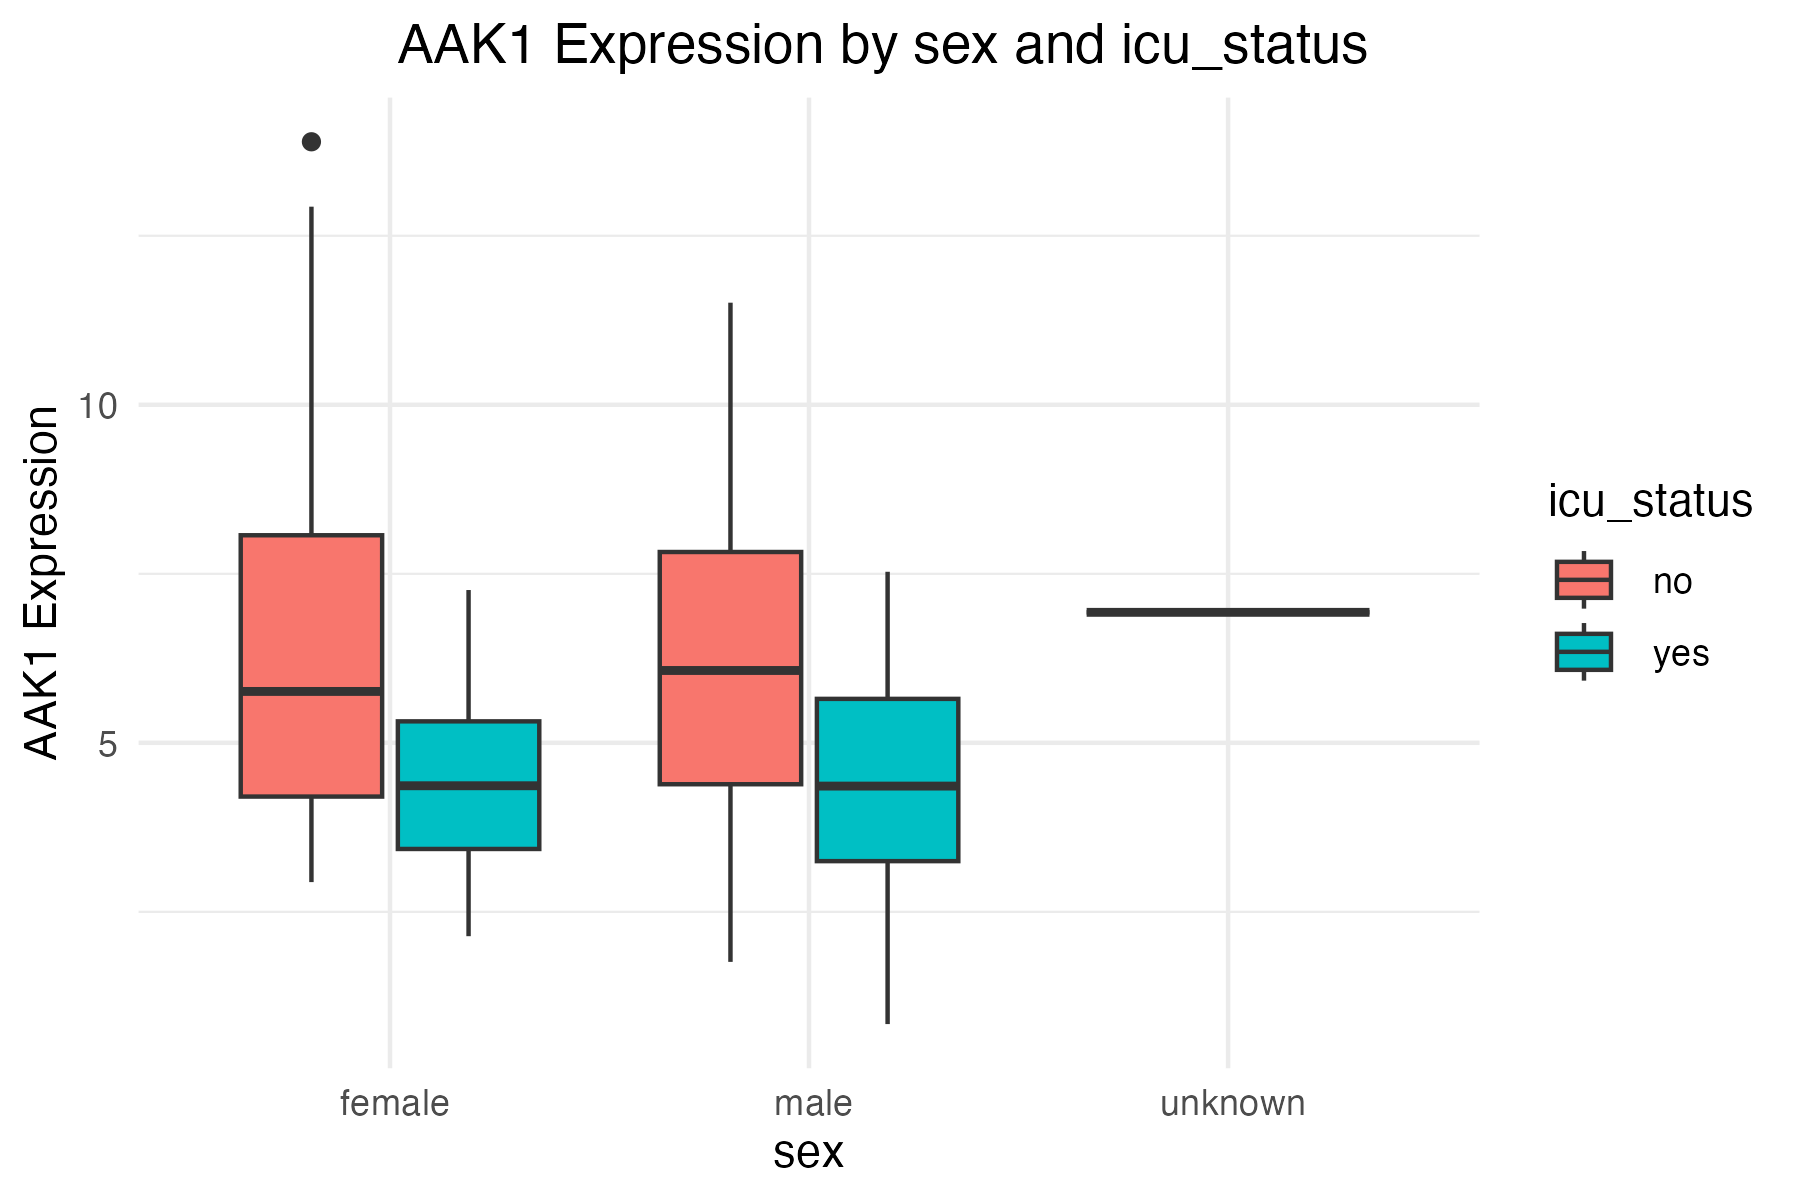 AAK1 Expression by sex and icu_status
AAK1 Expression
10
5
female
male
unknown
sex
icu_status
no
yes